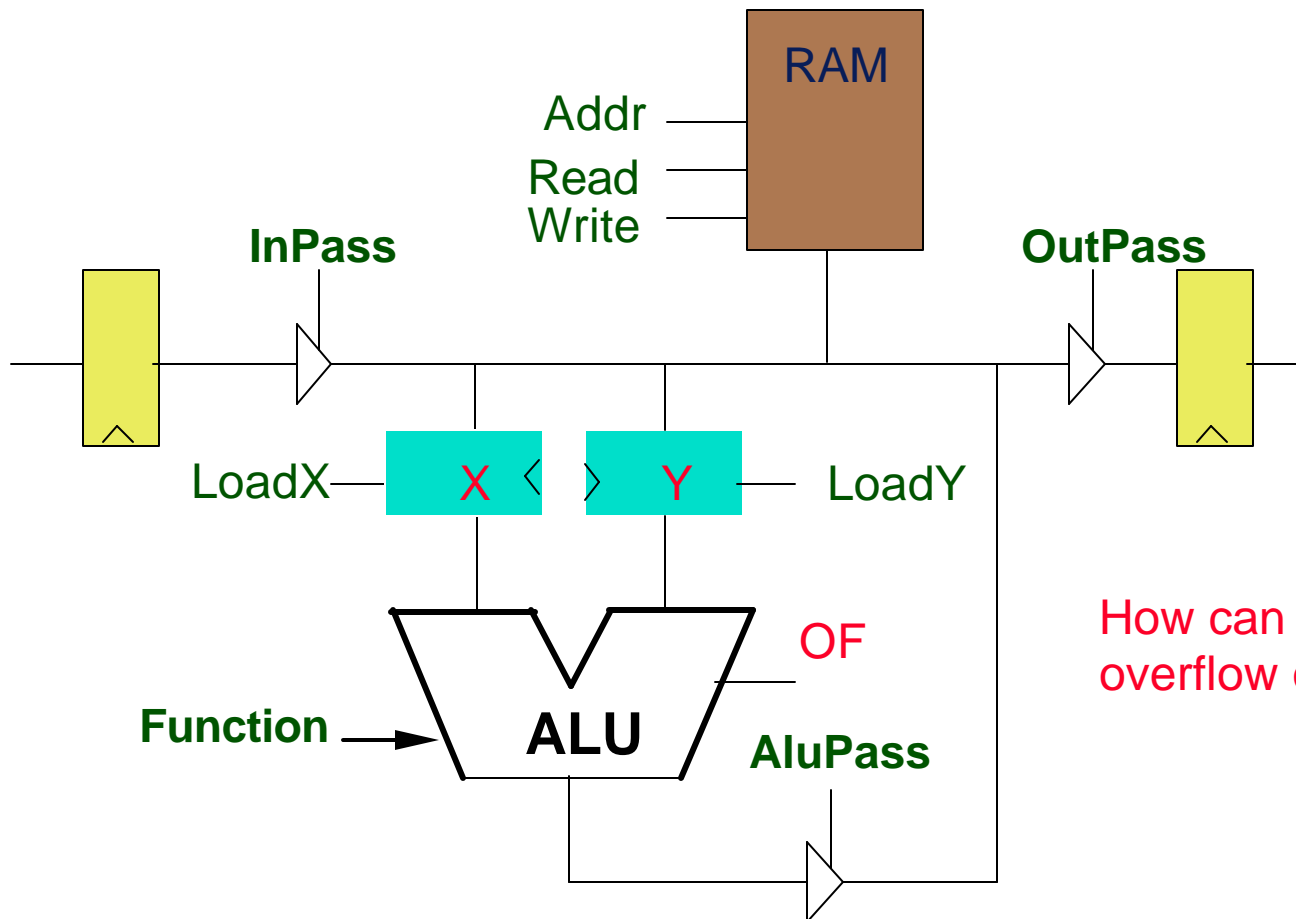 RAM
Addr
Read
Write
InPass
OutPass
LoadX
X
Y
LoadY
How can
overflow
OF
Function
ALU
AluPass